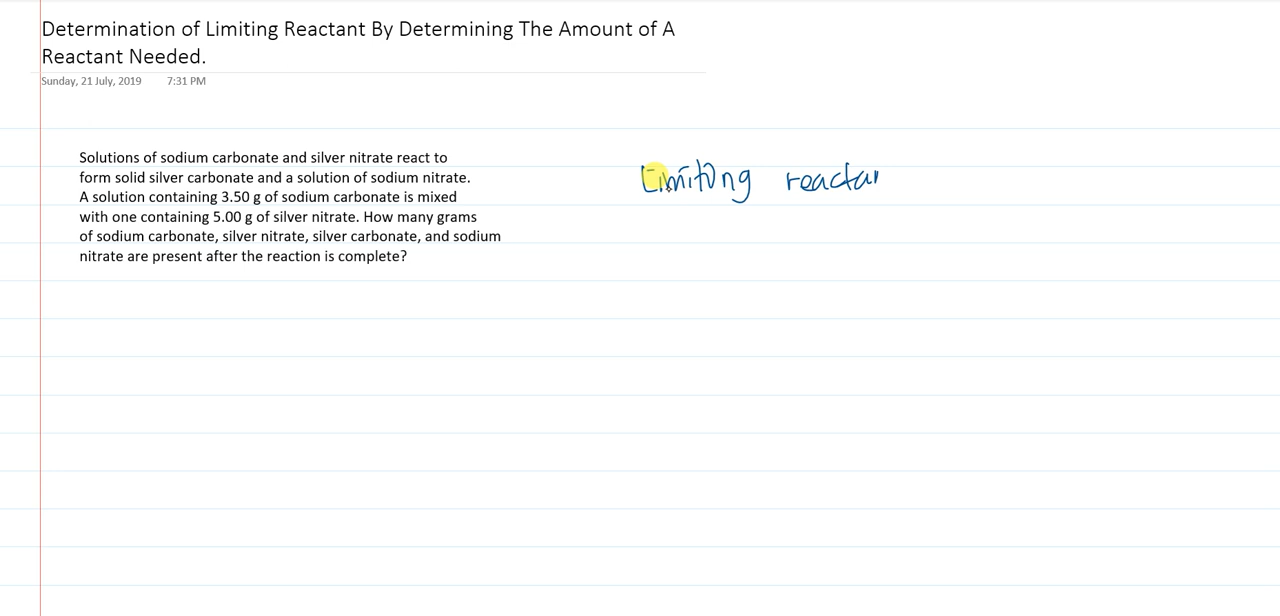 Determination of Limiting Reactant By Determining The Amount of A
Reactant Needed.
Sunday, 21 July, 2019 7:31 PM
Solutions of sodium carbonate and silver nitrate react to
form solid silver carbonate and a solution of sodium nitrate.
A solution containing 3.50 g of sodium carbonate is mixed
with one containing 5.00 g of silver nitrate. How many grams
of sodium carbonate, silver nitrate, silver carbonate, and sodium
nitrate are present after the reaction is complete?
Limiting reactan